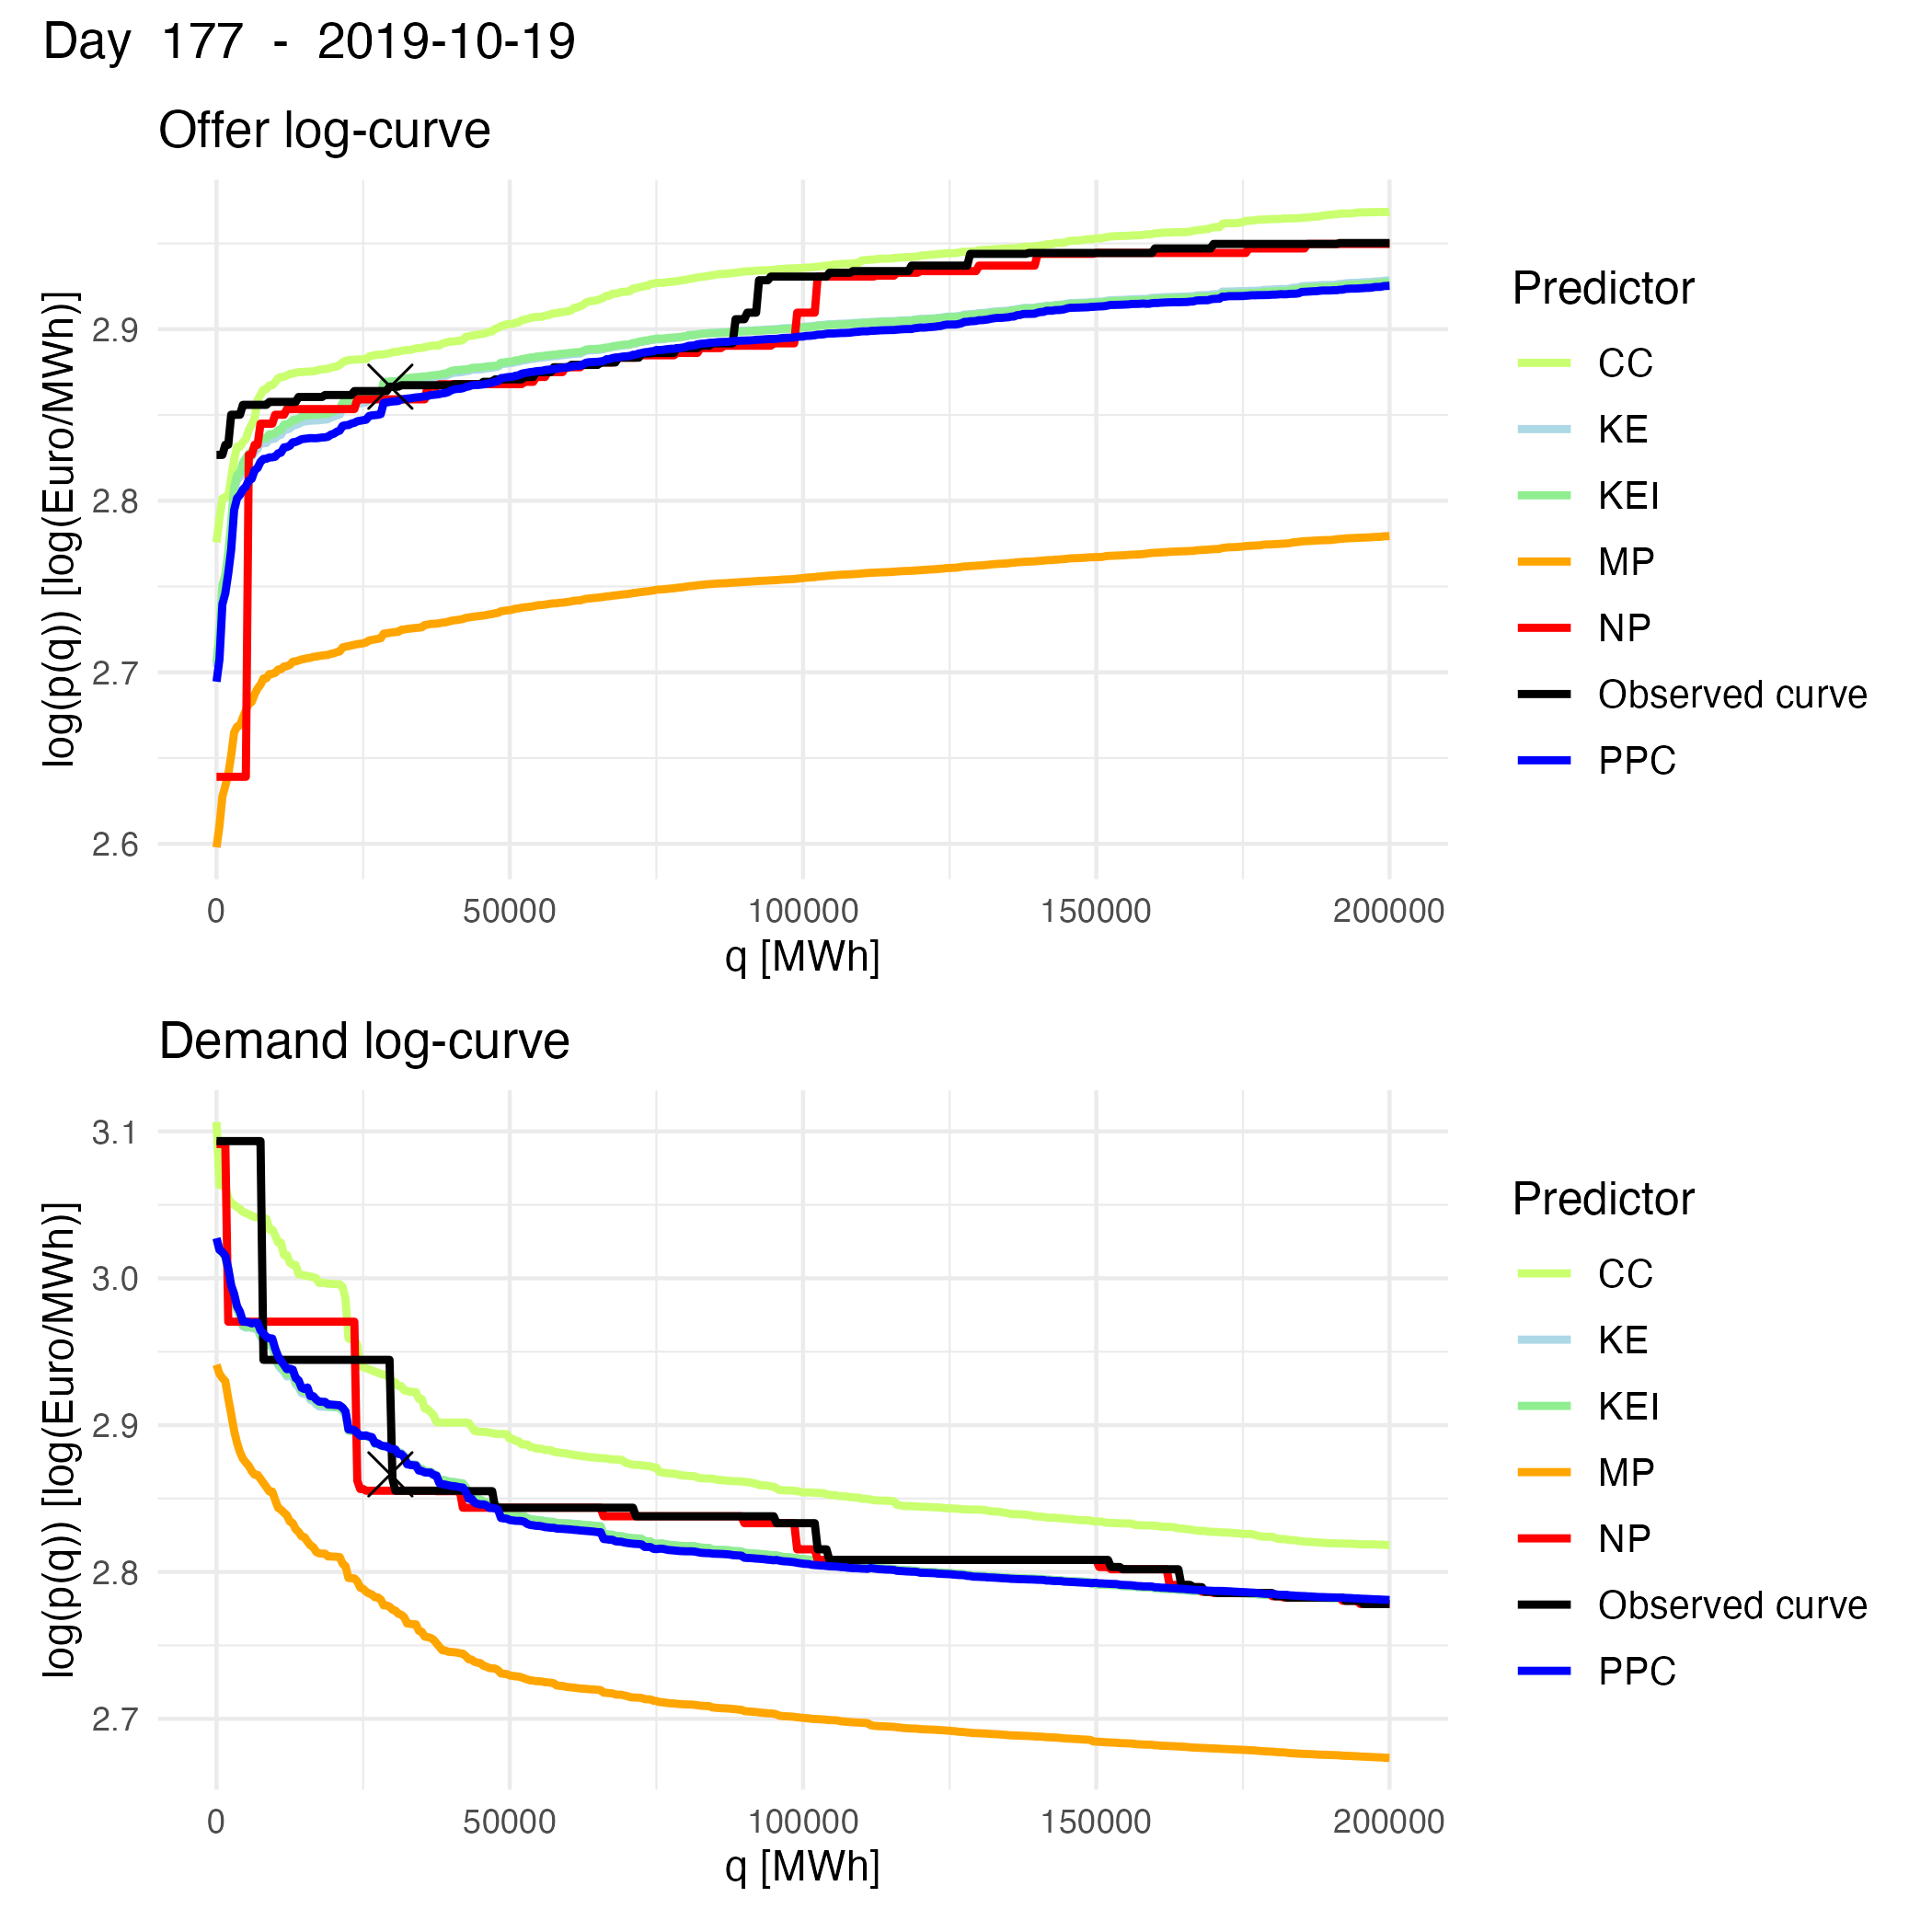 Day 177 - 2019-10-19
Offer log-curve
log(p(q)) [log(Euro/MWh)]
2.9
2.8
2.7
2.6
0 50000 100000 150000 200000
q [MWh]
Predictor
CC
KE
KEI
MP
NP
Observed curve
PPC
Demand log-curve
log(p(q)) [log(Euro/MWh)]
3.1
3.0
2.9
2.8
2.7
0 50000 100000 150000 200000
q [MWh]
Predictor
CC
KE
KEI
MP
NP
Observed curve
PPC